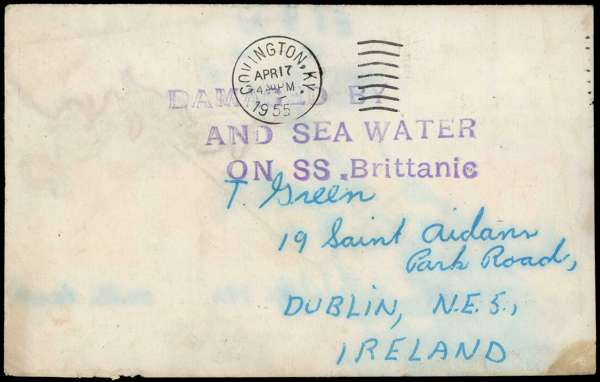 COVINGTON, KY.
APR 17
4 30 PM
1955
DAMAGED BY
AND SEA WATER
ON SS. Brittanic
T. Green
19 Saint Aidans
Park Road,
DUBLIN, N.E.5.,
IRELAND